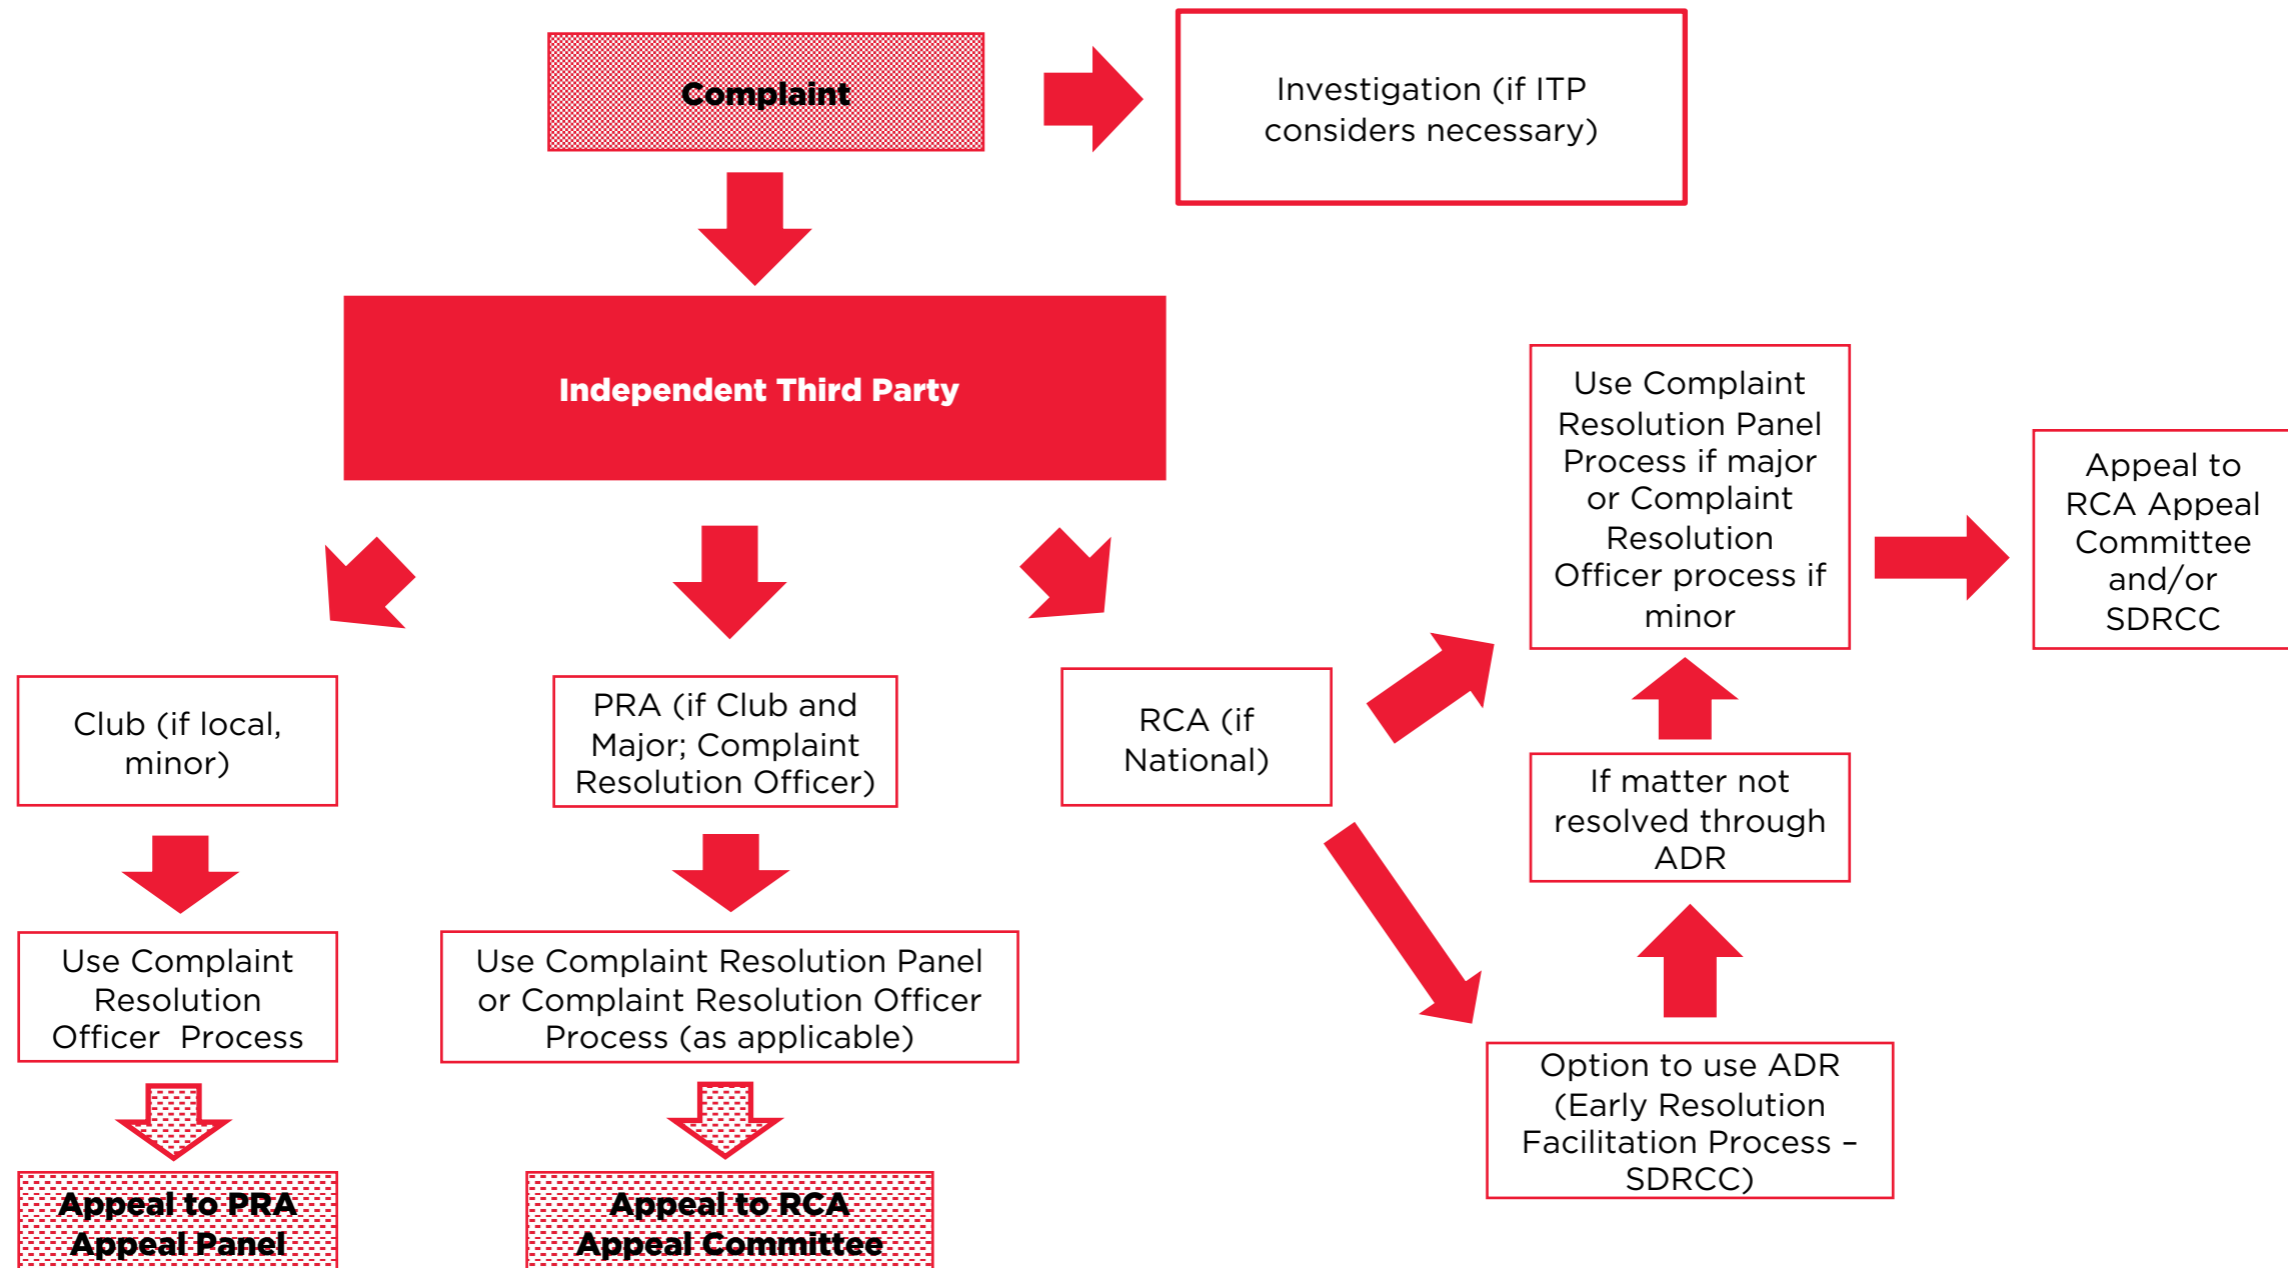 Complaint
Investigation (if ITP
considers necessary)
Independent Third Party
Club (if local,
minor)
PRA (if Club and
Major; Complaint
Resolution Officer)
RCA (if
National)
Use Complaint
Resolution Panel
Process if major
or Complaint
Resolution
Officer process if
minor
Appeal to
RCA Appeal
Committee
and/or
SDRCC
If matter not
resolved through
ADR
Use Complaint
Resolution
Officer Process
Use Complaint Resolution Panel
or Complaint Resolution Officer
Process (as applicable)
Option to use ADR
(Early Resolution
Facilitation Process –
SDRCC)
Appeal to PRA
Appeal Panel
Appeal to RCA
Appeal Committee